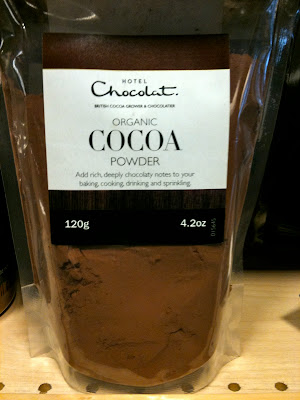 HOTEL
Chocolat.
BRITISH COCOA GROWER & CHOCOLATIER
ORGANIC
COCOA
POWDER
Add rich, deeply chocolaty notes to your
baking, cooking, drinking and sprinkling.
120g 4.2oz